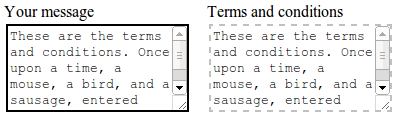 Your message
These are the terms
and conditions. Once
upon a time, a
mouse, a bird, and a
sausage, entered
Terms and conditions
These are the terms
and conditions. Once
upon a time, a
mouse, a bird, and a
sausage, entered